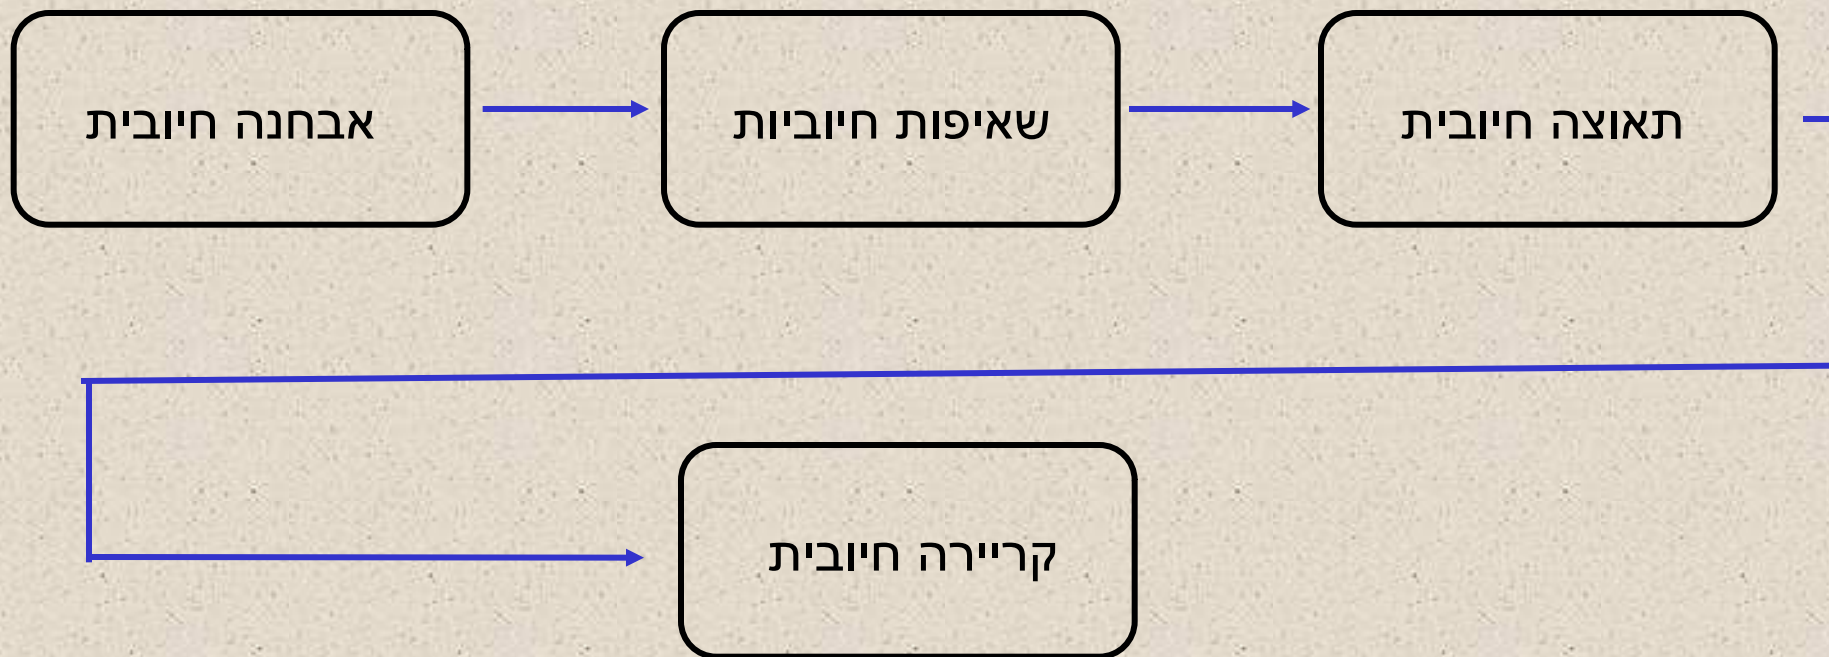 אבחנה חיובית
שאיפות חיוביות
תאוצה חיובית
קריירה חיובית